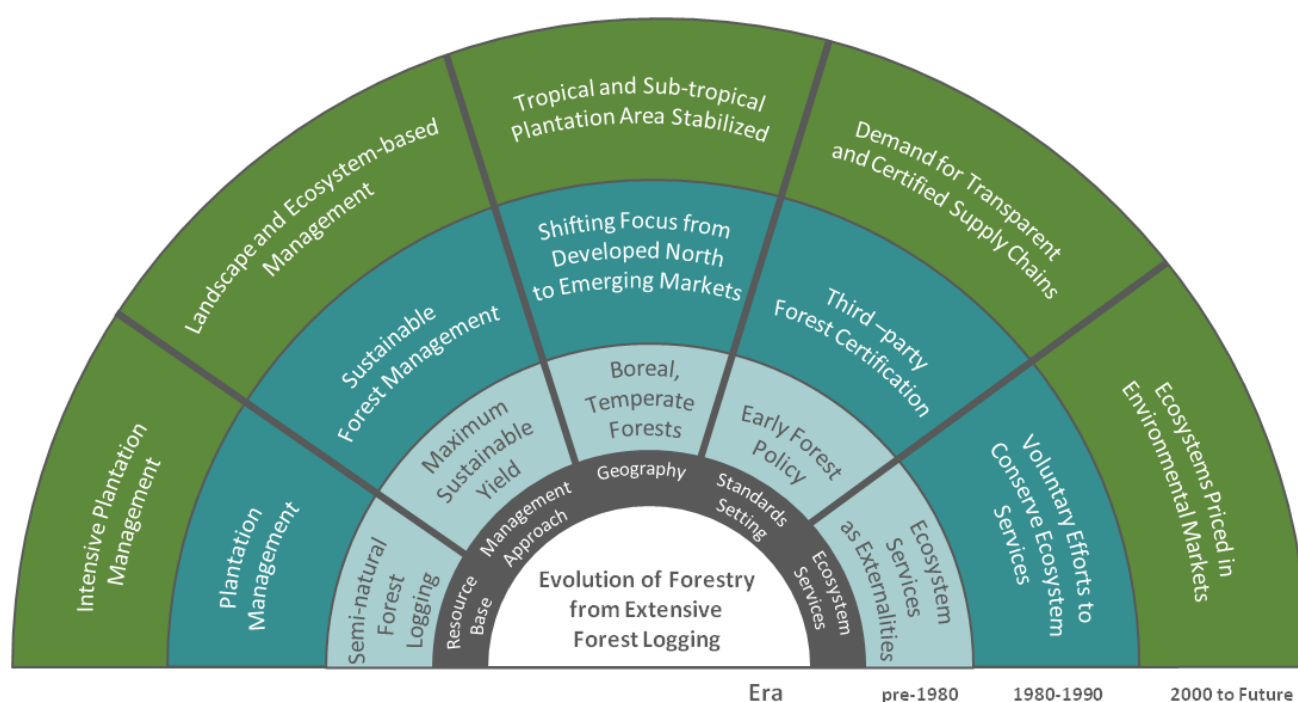 Tropical and Sub-tropical
Plantation Area Stabilized
Landscape and Ecosystem-based
Management
Demand for Transparent
and Certified Supply Chains
Intensive Plantation
Management
Ecosystems Priced in
Environmental Markets
Shifting Focus from
Developed North
to Emerging Markets
Sustainable
Forest Management
Third –party
Forest Certification
Plantation
Management
Voluntary Efforts to
Conserve Ecosystem
Services
Boreal,
Temperate
Forests
Maximum
Sustainable
Yield
Early Forest
Policy
Semi-natural
Forest
Logging
Ecosystem
Services
as Externalities
Resource
Base
Management
Approach
Geography
Standards
Setting
Ecosystem
Services
Evolution of Forestry
from Extensive
Forest Logging
Era pre-1980 1980-1990 2000 to Future